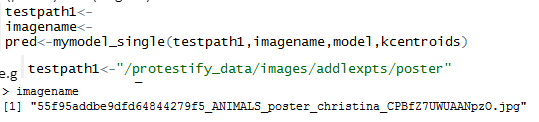 testpath1<-
imagename<-
pred<-mymodel_single(testpath1,imagename,model,kcentroids)
e.g testpath1<-"/protestify_data/images/addlexpts/poster"
> imagename
[1] "55f95addbe9dfd64844279f5_ANIMALS_poster_christina_CPBfZ7UWUAANpzO.jpg"